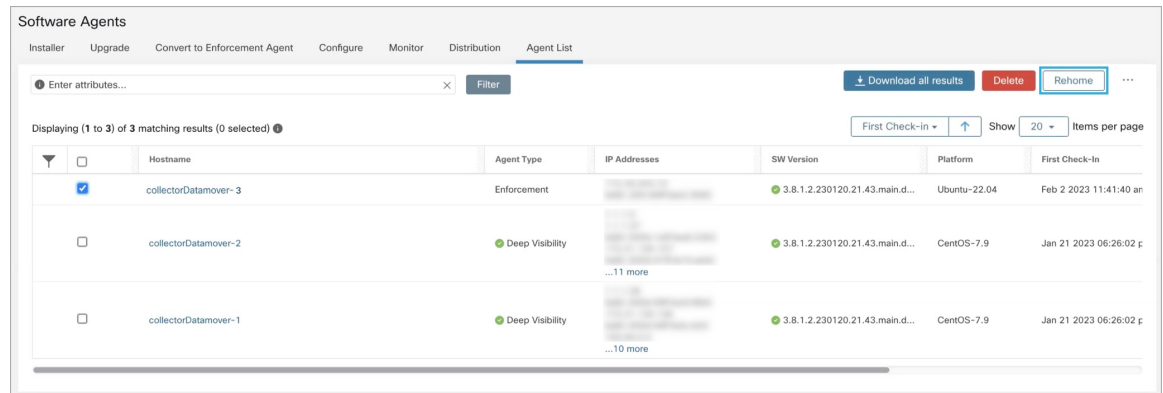 Software Agents
Installer Upgrade Convert to Enforcement Agent Configure Monitor Distribution Agent List
Enter attributes... Filter Download all results Delete Rehome ...
Displaying (1 to 3) of 3 matching results (0 selected) First Check-in Show 20 Items per page
Hostname Agent Type IP Addresses SW Version Platform First Check-In
collectorDatamover- 3 Enforcement 3.8.1.2.230120.21.43.main.d... Ubuntu-22.04 Feb 2 2023 11:41:40 an
collectorDatamover-2 Deep Visibility 3.8.1.2.230120.21.43.main.d... CentOS-7.9 Jan 21 2023 06:26:02 p
...11 more
collectorDatamover-1 Deep Visibility 3.8.1.2.230120.21.43.main.d... CentOS-7.9 Jan 21 2023 06:26:02 p
...10 more